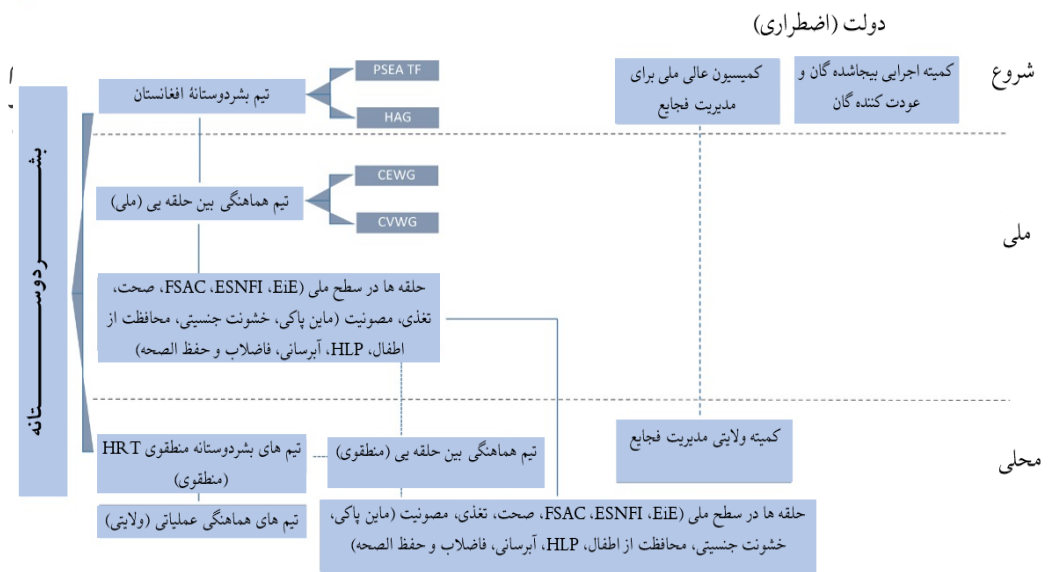 دولت (اضطراری)
شروع
کمیته اجرایی بیجاشده گان و
عودت کننده گان
کمیسیون عالی ملی برای
مدیریت فجایع
PSEA TF
تیم بشردوستانۀ افغانستان
HAG
ملی
CEWG
تیم هماهنگی بین حلقه یی (ملی)
CVWG
حلقه ها در سطح ملی (FSAC ،ESNFI ،EiE، صحت،
تغذی، مصونیت (ماین پاکی، خشونت جنسیتی، محافظت از
اطفال، HLP، آبرسانی، فاضلاب و حفظ الصحه)
بشــــــردوســــــتانه
محلی
کمیته ولایتی مدیریت فجایع
تیم هماهنگی بین حلقه یی (منطقوی)
تیم های بشردوستانه منطقوی HRT
(منطقوی)
تیم های هماهنگی عملیاتی (ولایتی)
حلقه ها در سطح ملی (FSAC ،ESNFI ،EiE، صحت، تغذی، مصونیت (ماین پاکی،
خشونت جنسیتی، محافظت از اطفال، HLP، آبرسانی، فاضلاب و حفظ الصحه)